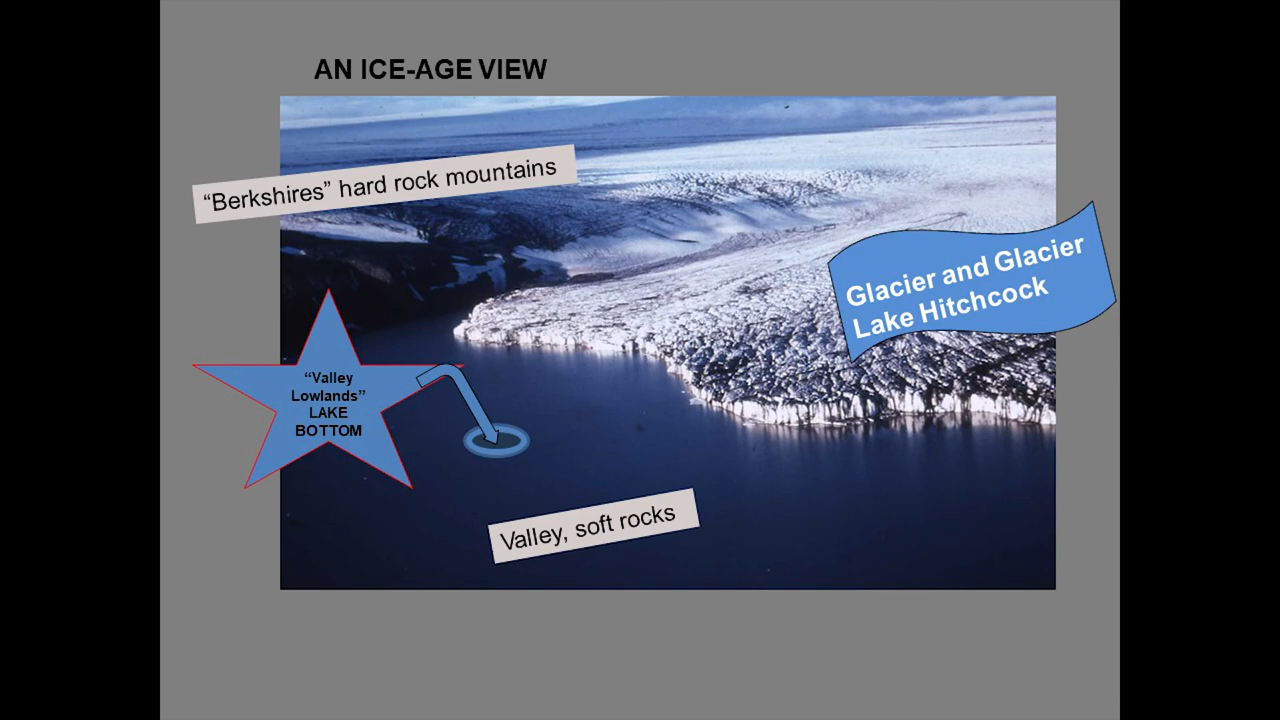 AN ICE-AGE VIEW
“Berkshires” hard rock mountains
Glacier and Glacier
Lake Hitchcock
“Valley
Lowlands”
LAKE
BOTTOM
Valley, soft rocks